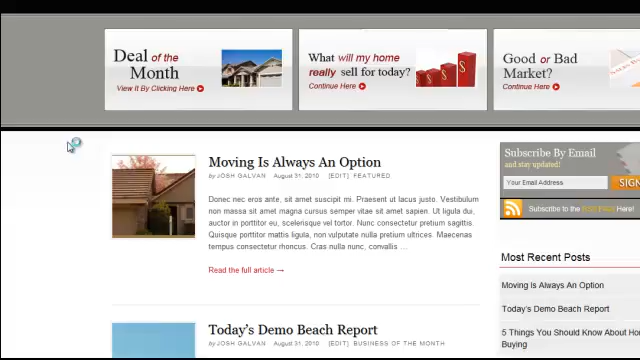 Deal of the
Month
View It By Clicking Here
What will my home
really sell for today?
Continue Here
Good or Bad
Market?
Continue Here
Moving Is Always An Option
by JOSH GALVAN August 31, 2010 [EDIT] FEATURED
Donec nec eros ante, sit amet suscipit mi. Praesent ut lacus justo. Vestibulum
non massa sit amet magna cursus semper vitae sit amet sapien. Ut ligula dui,
auctor in porttitor eu, scelerisque vel tortor. Nunc consectetur dignissim sagittis.
Quisque porttitor mattis ligula, non vulputate nulla pretium ultrices. Maecenas
tempus consectetur rhoncus. Cras nulla nunc, convallis ...
Read the full article →
Today's Demo Beach Report
by JOSH GALVAN August 31, 2010 [EDIT] BUSINESS OF THE MONTH
Subscribe By Email
and stay updated!
Your Email Address
SIGN
Subscribe to the RSS Feed Here!
Most Recent Posts
Moving Is Always An Option
Today's Demo Beach Report
5 Things You Should Know About Hom
Buying